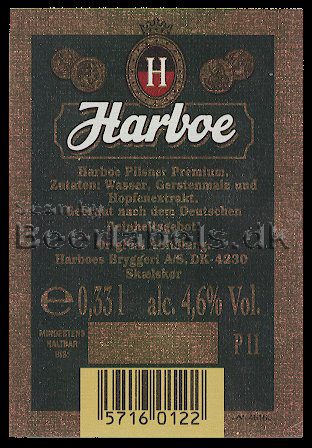 H
Harboe
Harboe Pilsner Premium.
Zutaten: Wasser, Gerstenmalz und
Hopfenextrakt.
Gebraut nach dem Deutschen
Reinheitsgebot
Beerlabels.dk
Harboes Bryggeri A/S, DK-4230
Skælskør
e 0,33 l alc. 4,6% Vol.
MINDESTENS
HALTBAR
BIS:
P II
5716 0122